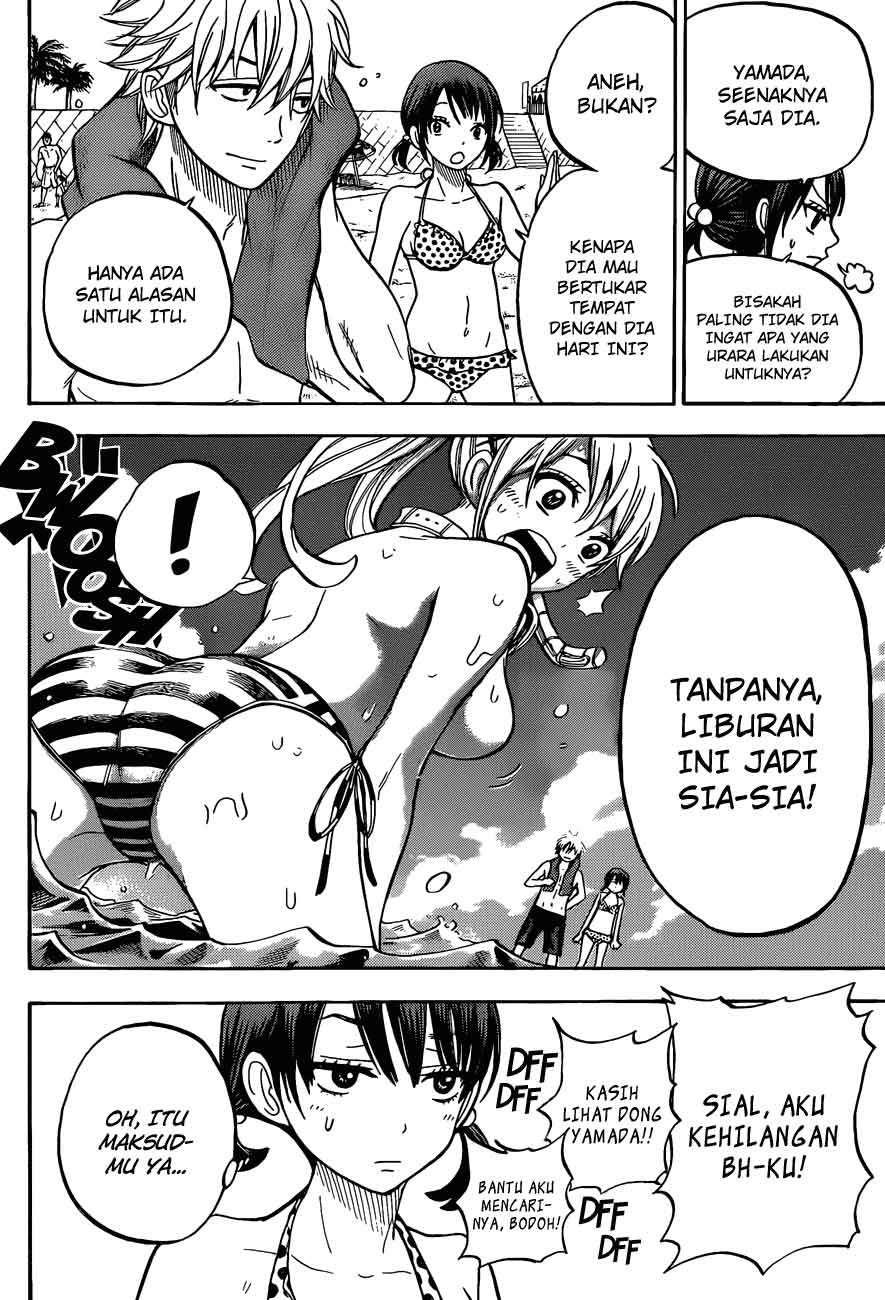 YAMADA,
SEENAKNYA
SAJA DIA.
BISAKAH
PALING TIDAK DIA
INGAT APA YANG
URARA LAKUKAN
UNTUKNYA?
ANEH,
BUKAN?
KENAPA
DIA MAU
BERTUKAR
TEMPAT
DENGAN DIA
HARI INI?
HANYA ADA
SATU ALASAN
UNTUK ITU.
TANPANYA,
LIBURAN
INI JADI
SIA-SIA!
!
BWOOOSH!
SIAL, AKU
KEHILANGAN
BH-KU!
KASIH
LIHAT DONG
YAMADA!!
DFF
DFF
BANTU AKU
MENCARI-
NYA, BODOH!
DFF
DFF
OH, ITU
MAKSUD-
MU YA...